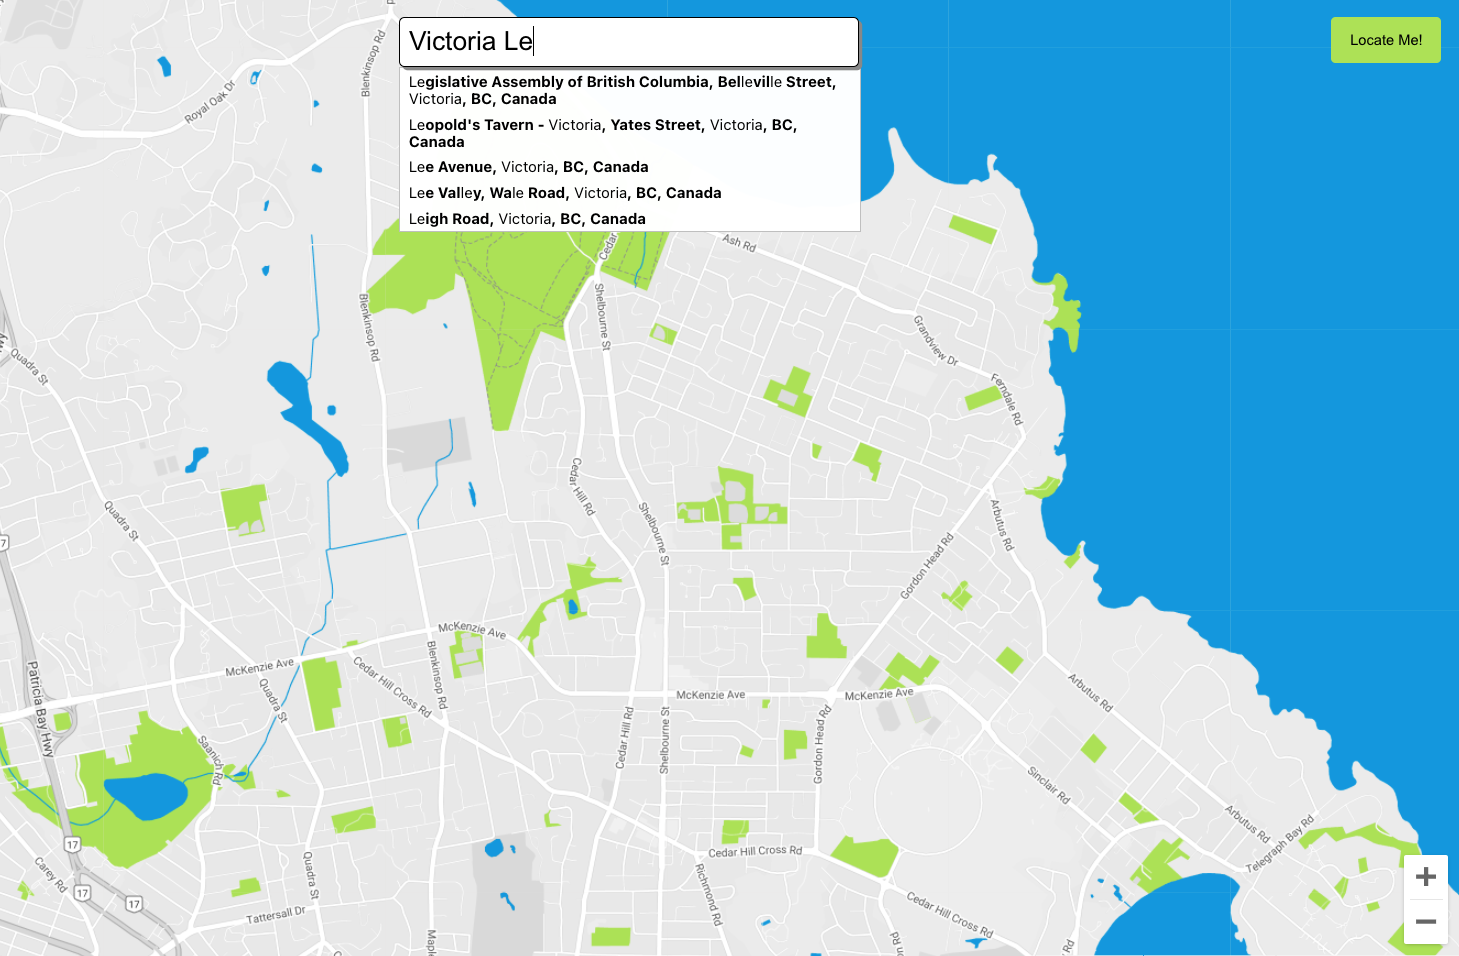 Victoria Le
Locate Me!
Legislative Assembly of British Columbia, Belleville Street,
Victoria, BC, Canada
Leopold's Tavern - Victoria, Yates Street, Victoria, BC,
Canada
Lee Avenue, Victoria, BC, Canada
Lee Valley, Wale Road, Victoria, BC, Canada
Leigh Road, Victoria, BC, Canada
Blenkinsop Rd
Royal Oak Dr
Cedar
Ash Rd
Blenkinsop Rd
Shelbourne St
Grandview Dr
Quadra St
Ferndale Rd
Cedar Hill Rd
Quadra St
Shelbourne St
Arbutus Rd
Gordon Head Rd
McKenzie Ave
Blenkinsop Rd
McKenzie Ave
Cedar Hill Cross Rd
Patricia Bay Hwy
Quadra St
McKenzie Ave
McKenzie Ave
Arbutus Rd
Saanich Rd
Cedar Hill Rd
Shelbourne St
Gordon Head Rd
Sinclair Rd
Arbutus Rd
Telegraph Bay Rd
17
Carey Rd
Quadra St
Cedar Hill Cross Rd
Richmond Rd
17
17
Tattersall Dr
Cedar Hill Cross Rd
Maple
on Rd
Rd
+
−